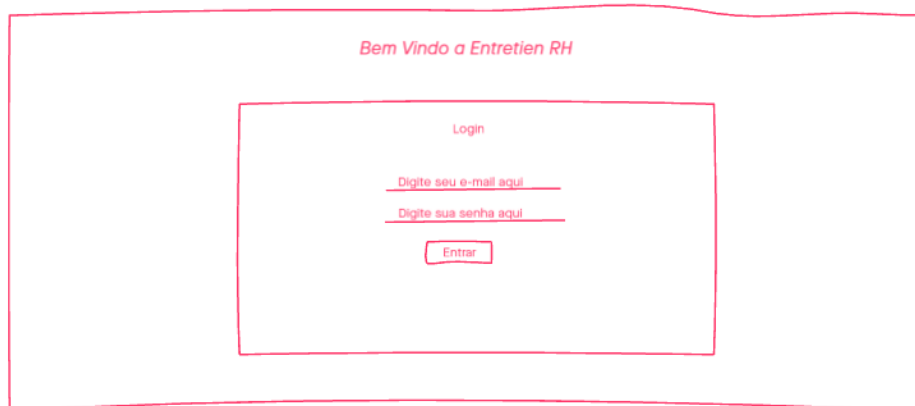 Bem Vindo a Entretien RH
Login
Digite seu e-mail aqui
Digite sua senha aqui
Entrar